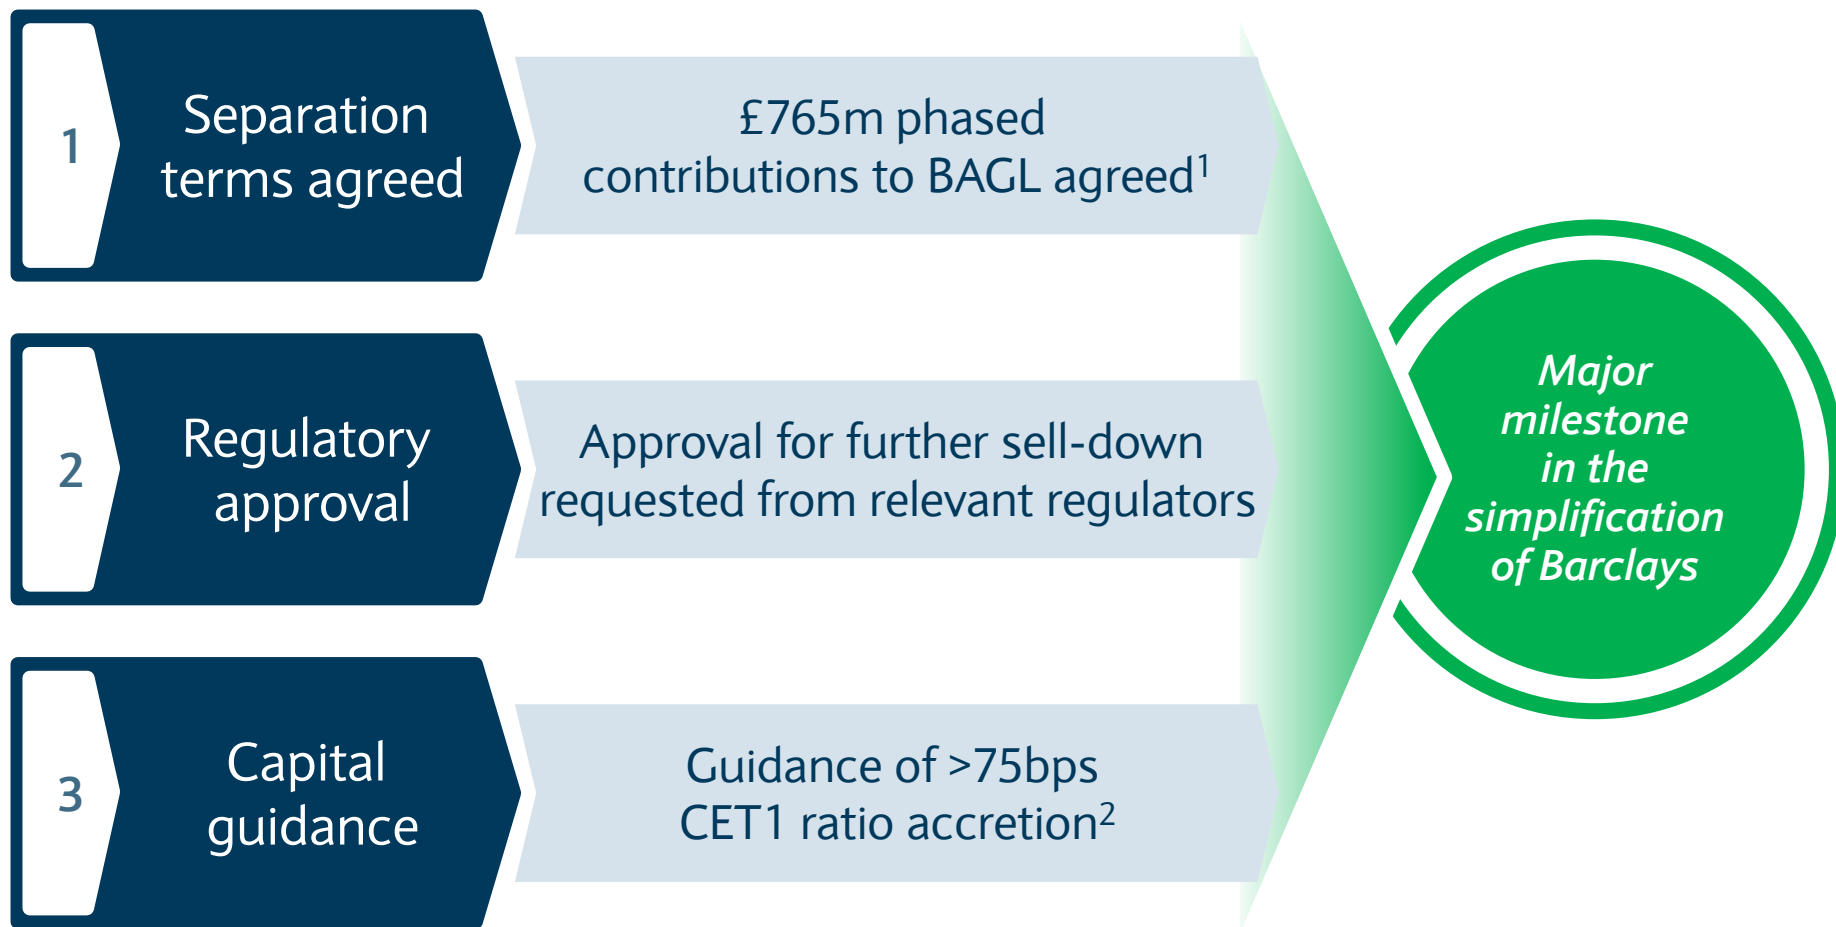 1
Separation
terms agreed
£765m phased
contributions to BAGL agreed¹
2
Regulatory
approval
Approval for further sell-down
requested from relevant regulators
3
Capital
guidance
Guidance of >75bps
CET1 ratio accretion²
Major
milestone
in the
simplification
of Barclays